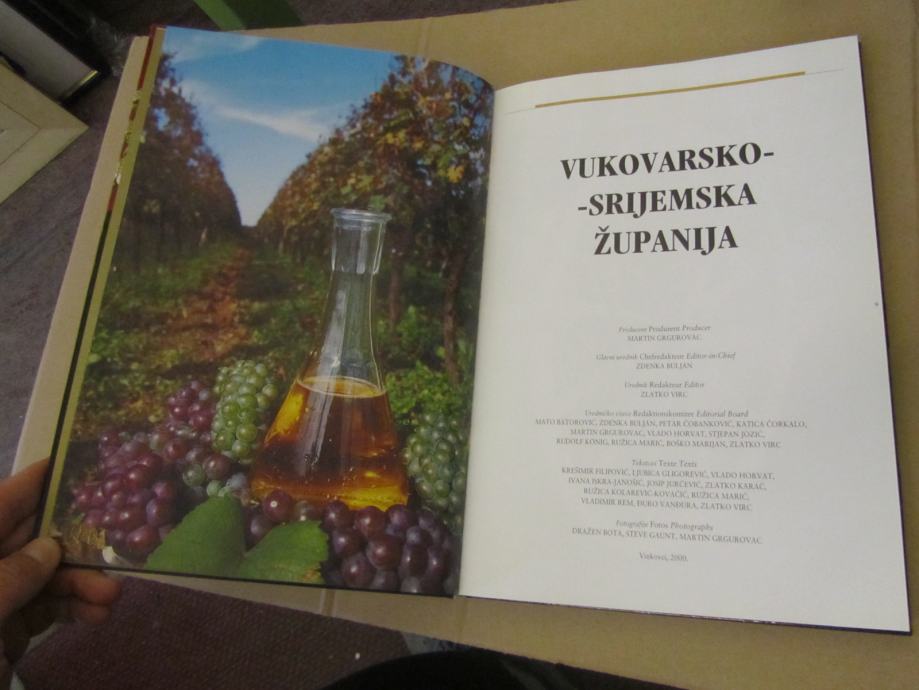 VUKOVARSKO-
-SRIJEMSKA
ŽUPANIJA
Producent Produzent Producer
MARTIN GRGUROVAC
Glavni urednik Chefredakteur Editor-in-Chief
ZDENKA BULJAN
Urednik Redakteur Editor
ZLATKO VIRC
Uredničko vijeće Redaktionskomitee Editorial Board
MATO BATOROVIĆ, ZDENKA BULJAN, PETAR ČOBANKOVIĆ, KATICA ČORKALO,
MARTIN GRGUROVAC, VLADO HORVAT, STJEPAN JOZIĆ,
RUDOLF KÖNIG, RUŽICA MARIĆ, BOŠKO MARIJAN, ZLATKO VIRC
Tekstovi Texte Texts
KREŠIMIR FILIPOVIĆ, LJUBICA GLIGOREVIĆ, VLADO HORVAT,
IVANA ISKRA-JANOŠIĆ, JOSIP JURČEVIĆ, ZLATKO KARAČ,
RUŽICA KOLAREVIĆ-KOVAČIĆ, RUŽICA MARIĆ,
VLADIMIR REM, ĐURO VANĐURA, ZLATKO VIRC
Fotografije Fotos Photography
DRAŽEN BOTA, STEVE GAUNT, MARTIN GRGUROVAC
Vinkovci, 2000.